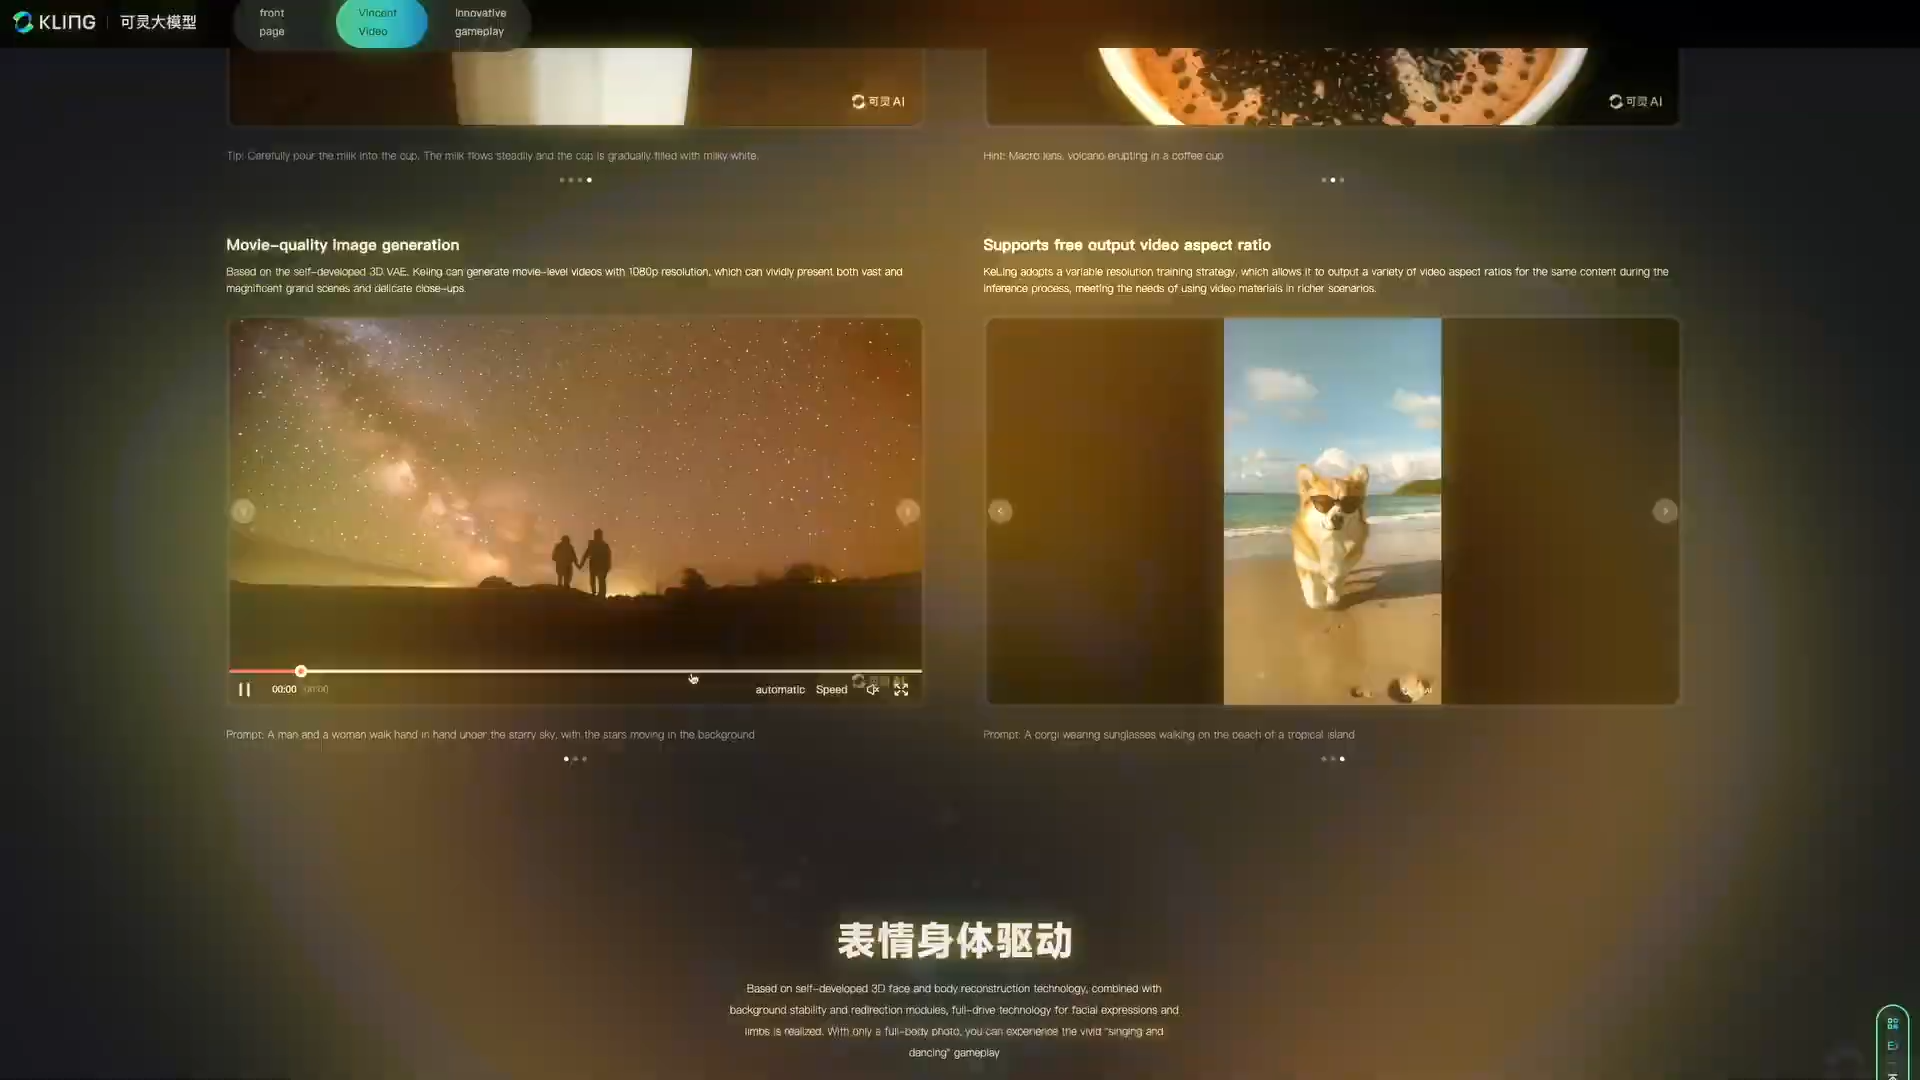 KLING 可灵大模型
front
page
Vincent
Video
Innovative
gameplay
可灵 AI
可灵 AI
Tip: Carefully pour the milk into the cup. The milk flows steadily and the cup is gradually filled with milky white.
Hint: Macro lens, volcano erupting in a coffee cup
Movie-quality image generation
Based on the self-developed 3D VAE, Keling can generate movie-level videos with 1080p resolution, which can vividly present both vast and
magnificent grand scenes and delicate close-ups.
Supports free output video aspect ratio
KeLing adopts a variable resolution training strategy, which allows it to output a variety of video aspect ratios for the same content during the
inference process, meeting the needs of using video materials in richer scenarios.
00:00 00:00
automatic Speed
可灵 AI
Prompt: A man and a woman walk hand in hand under the starry sky, with the stars moving in the background
Prompt: A corgi wearing sunglasses walking on the beach of a tropical island
表情身体驱动
Based on self-developed 3D face and body reconstruction technology, combined with
background stability and redirection modules, full-drive technology for facial expressions and
limbs is realized. With only a full-body photo, you can experience the vivid "singing and
dancing" gameplay